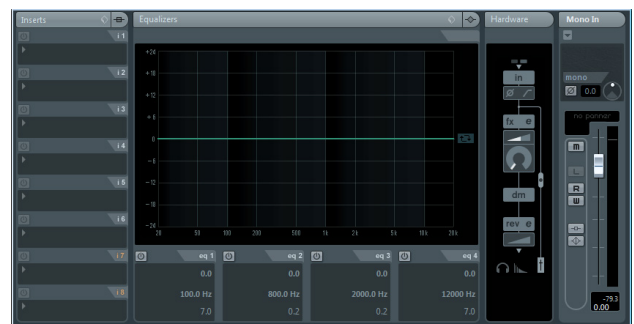 Inserts
Equalizers
Hardware
Mono In
i 1
i 2
i 3
i 4
i 5
i 6
i 7
i 8
+24
+18
+12
+6
0
-6
-12
-18
-24
20 50 100 200 500 1k 2k 5k 10k 20k
eq 1 eq 2 eq 3 eq 4
0.0 0.0 0.0 0.0
100.0 Hz 800.0 Hz 2000.0 Hz 12000 Hz
7.0 0.2 0.2 7.0
in
fx e
dm
rev e
mono
Ø 0.0
no panner
m
L
R
W
-79.3
0.00